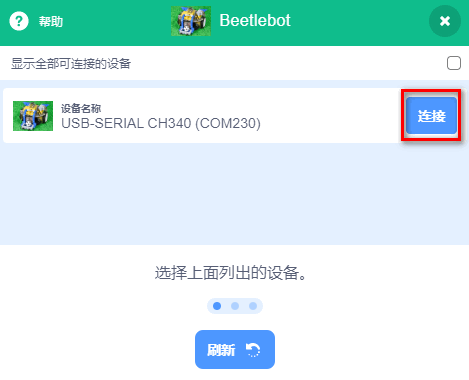 帮助
Beetlebot
显示全部可连接的设备
设备名称
USB-SERIAL CH340 (COM230)
连接
选择上面列出的设备。
刷新